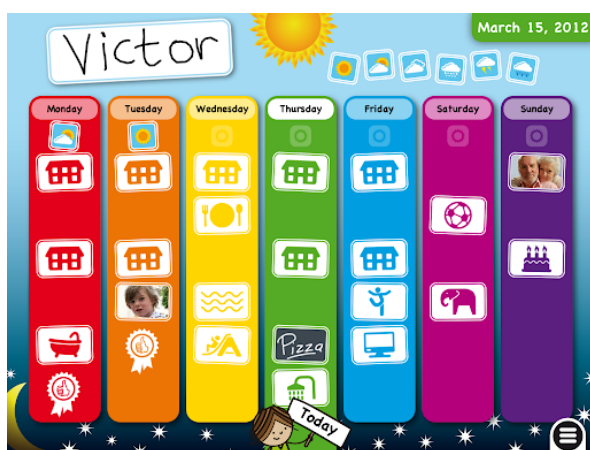 March 15, 2012
Victor
Monday Tuesday Wednesday Thursday Friday Saturday Sunday
Pizza
Today